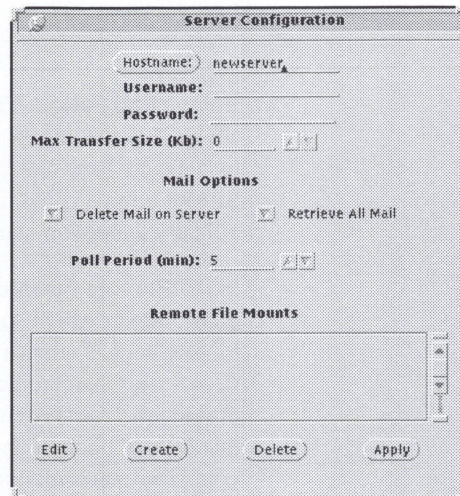 Server Configuration
Hostname: newserver
Username:
Password:
Max Transfer Size (Kb): 0
Mail Options
Delete Mail on Server Retrieve All Mail
Poll Period (min): 5
Remote File Mounts
Edit Create Delete Apply